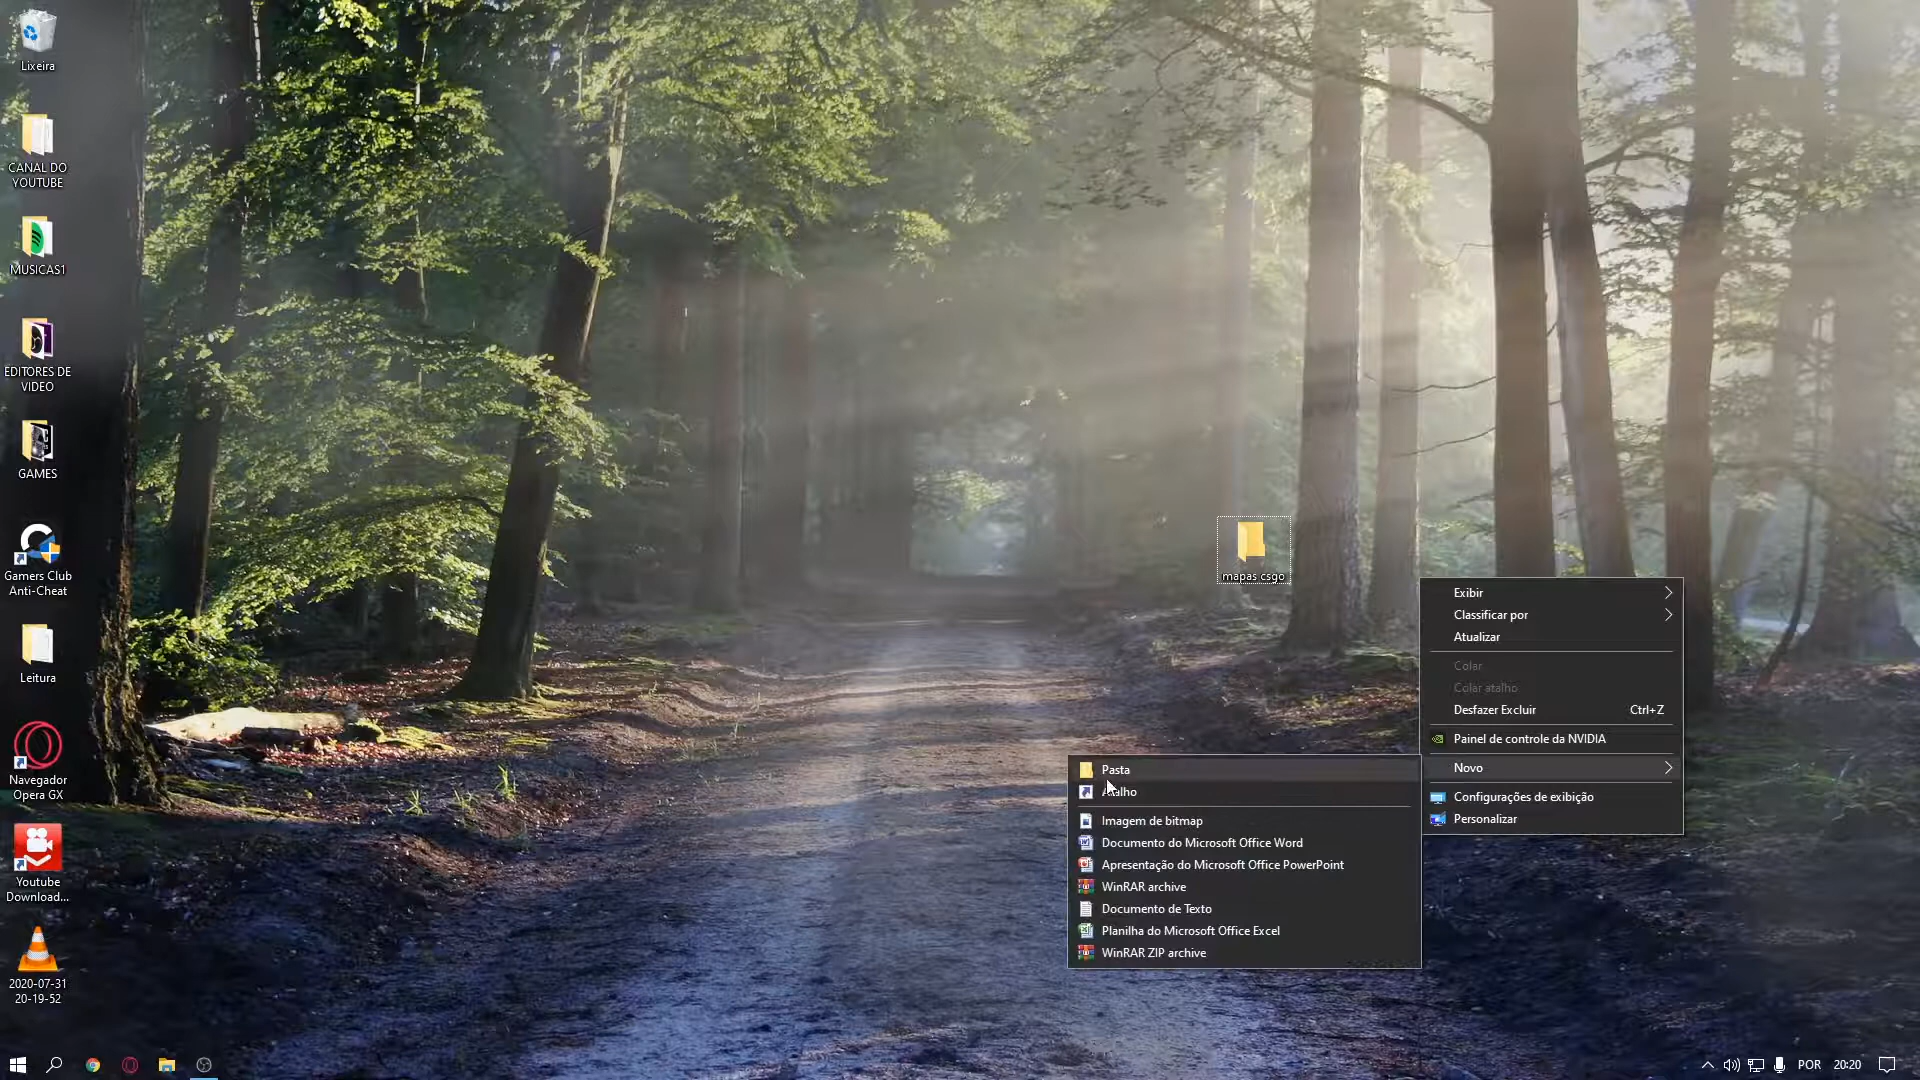 Lixeira
CANAL DO
YOUTUBE
MUSICAS1
EDITORES DE
VIDEO
GAMES
Gamers Club
Anti-Cheat
Leitura
Navegador
Opera GX
Youtube
Download...
2020-07-31
20-19-52
mapas csgo
Exibir
Classificar por
Atualizar
Colar
Colar atalho
Desfazer Excluir Ctrl+Z
Painel de controle da NVIDIA
Novo
Configurações de exibição
Personalizar
Pasta
Atalho
Imagem de bitmap
Documento do Microsoft Office Word
Apresentação do Microsoft Office PowerPoint
WinRAR archive
Documento de Texto
Planilha do Microsoft Office Excel
WinRAR ZIP archive
POR 20:20